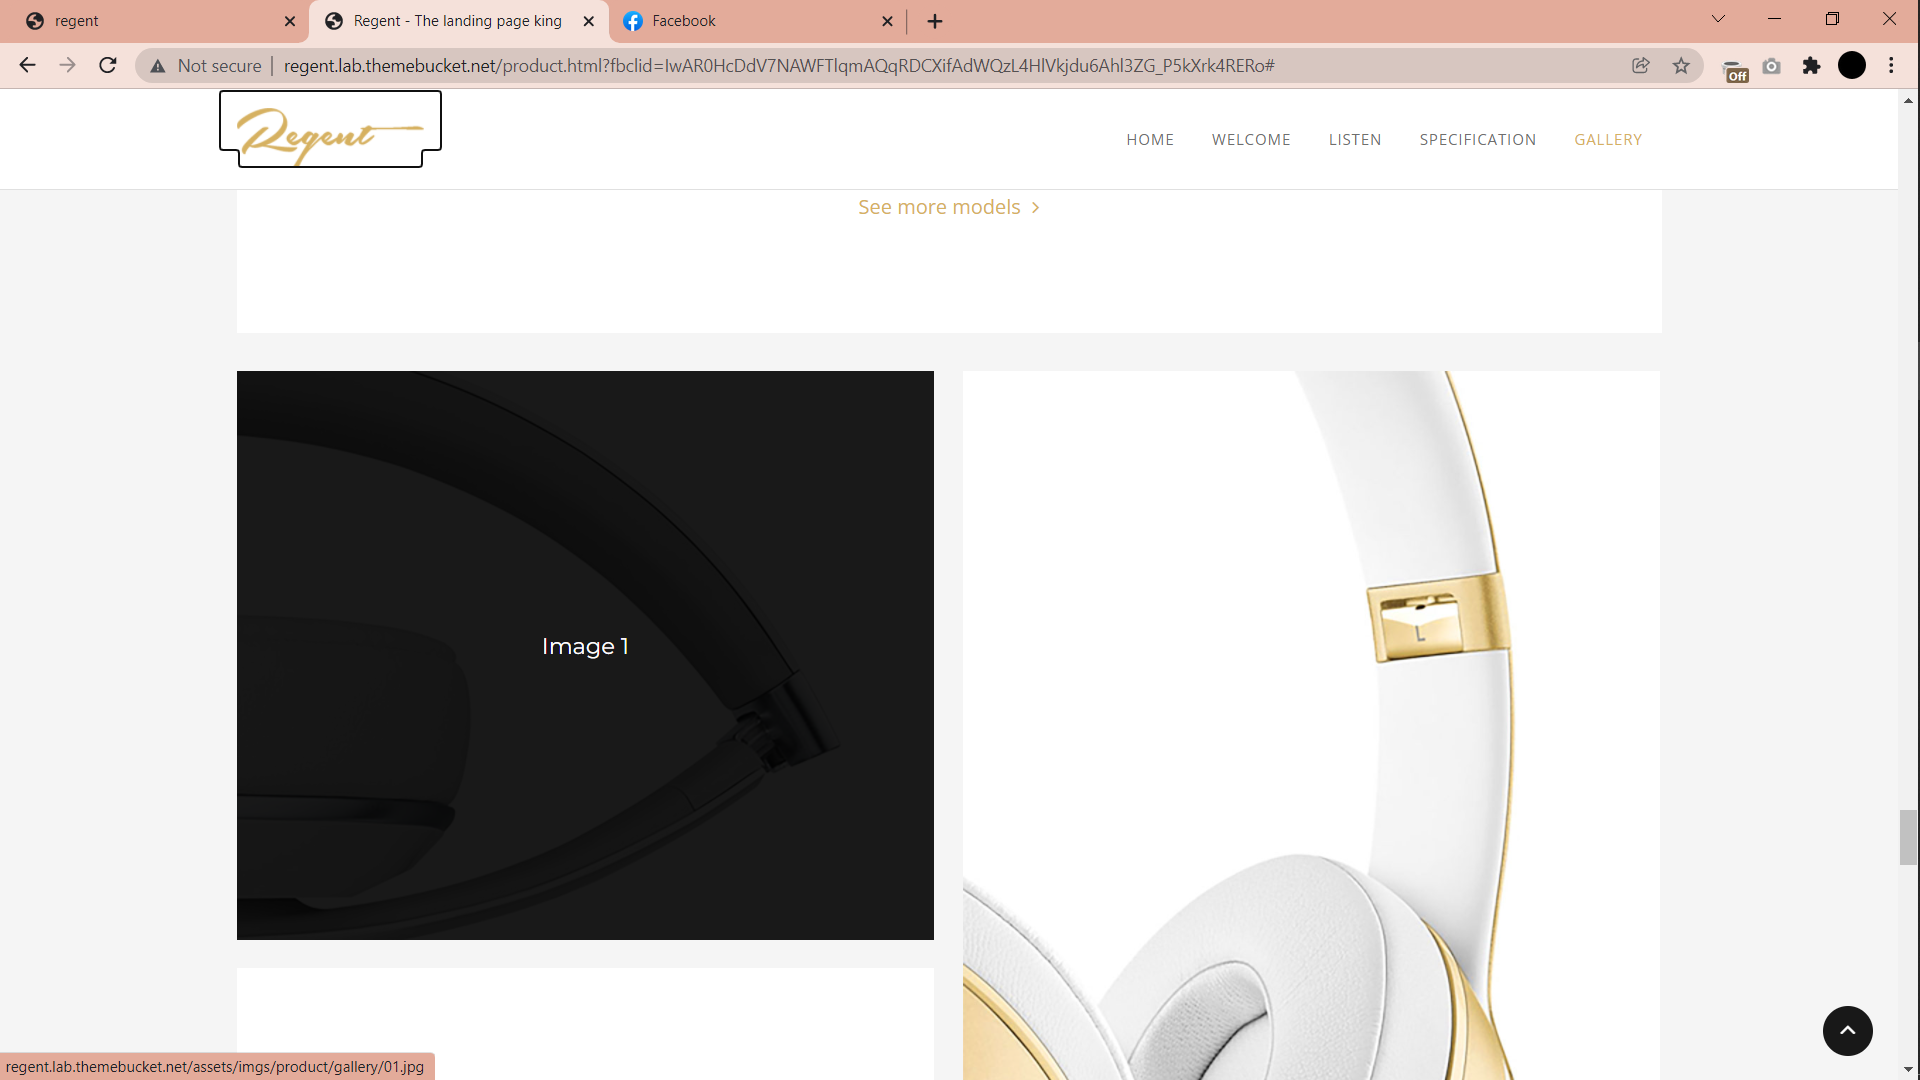 regent
Regent - The landing page king
Facebook
Not secure
regent.lab.themebucket.net/product.html?fbclid=IwAR0HcDdV7NAWFTlqmAQqRDCXifAdWQzL4HlVkjdu6Ahl3ZG_P5kXrk4RERo#
Off
Regent
HOME
WELCOME
LISTEN
SPECIFICATION
GALLERY
See more models
Image 1
L
regent.lab.themebucket.net/assets/imgs/product/gallery/01.jpg